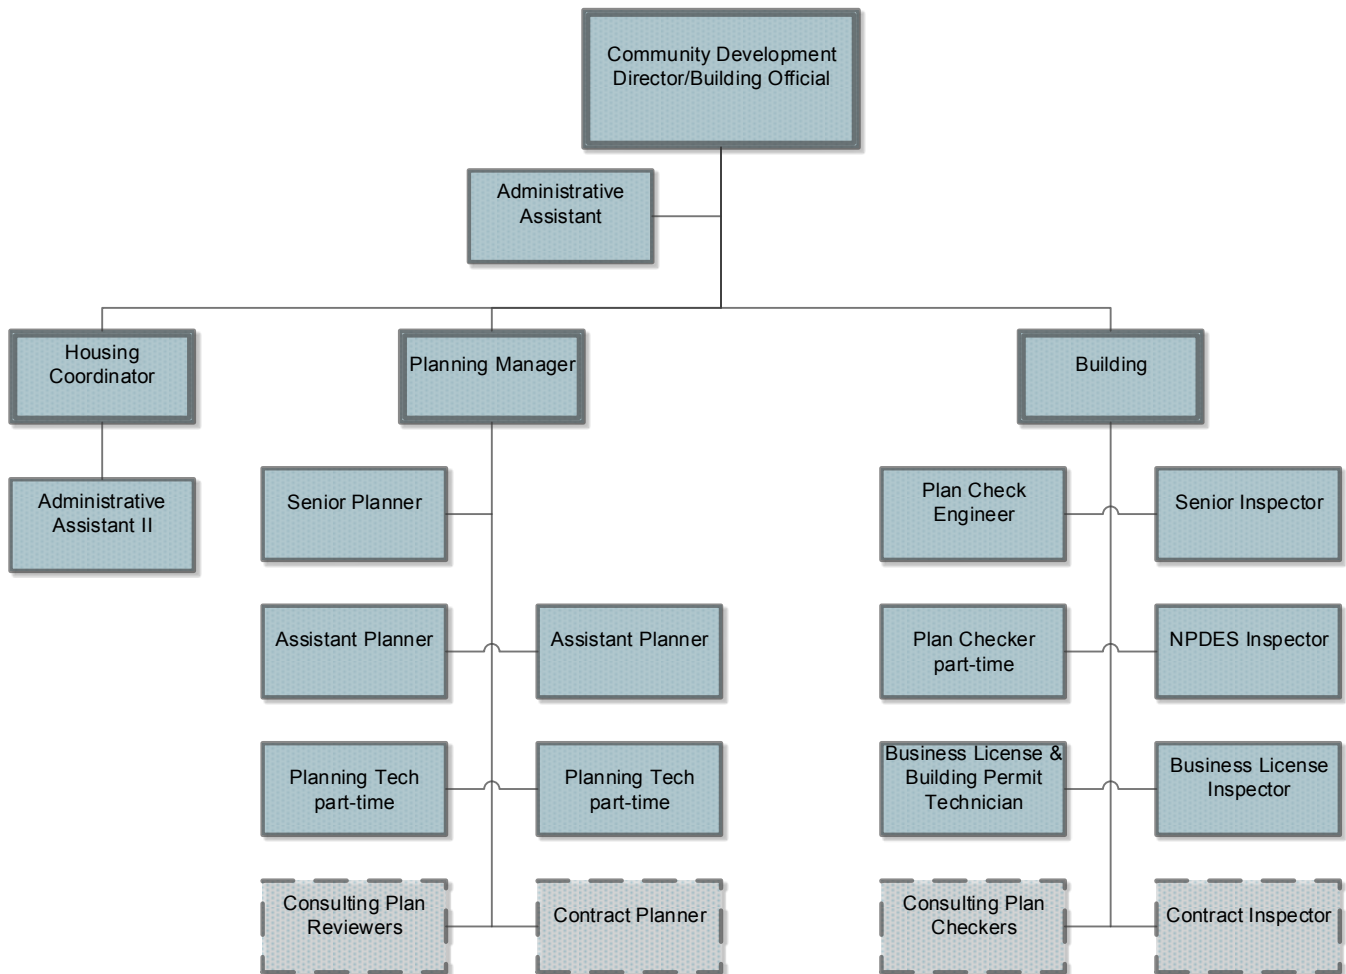 Community Development
Director/Building Official
Administrative
Assistant
Housing
Coordinator
Planning Manager
Building
Administrative
Assistant II
Senior Planner
Plan Check
Engineer
Senior Inspector
Assistant Planner
Assistant Planner
Plan Checker
part-time
NPDES Inspector
Planning Tech
part-time
Planning Tech
part-time
Business License &
Building Permit
Technician
Business License
Inspector
Consulting Plan
Reviewers
Contract Planner
Consulting Plan
Checkers
Contract Inspector